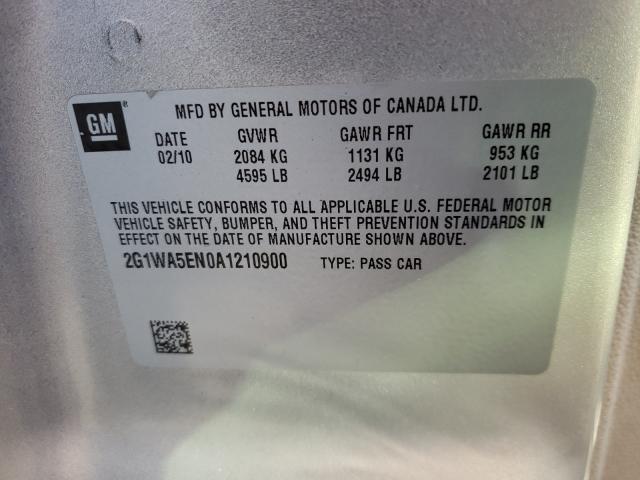 GM
MFD BY GENERAL MOTORS OF CANADA LTD.
DATE GVWR GAWR FRT GAWR RR
02/10 2084 KG 1131 KG 953 KG
4595 LB 2494 LB 2101 LB
THIS VEHICLE CONFORMS TO ALL APPLICABLE U.S. FEDERAL MOTOR
VEHICLE SAFETY, BUMPER, AND THEFT PREVENTION STANDARDS IN
EFFECT ON THE DATE OF MANUFACTURE SHOWN ABOVE.
2G1WA5EN0A1210900 TYPE: PASS CAR